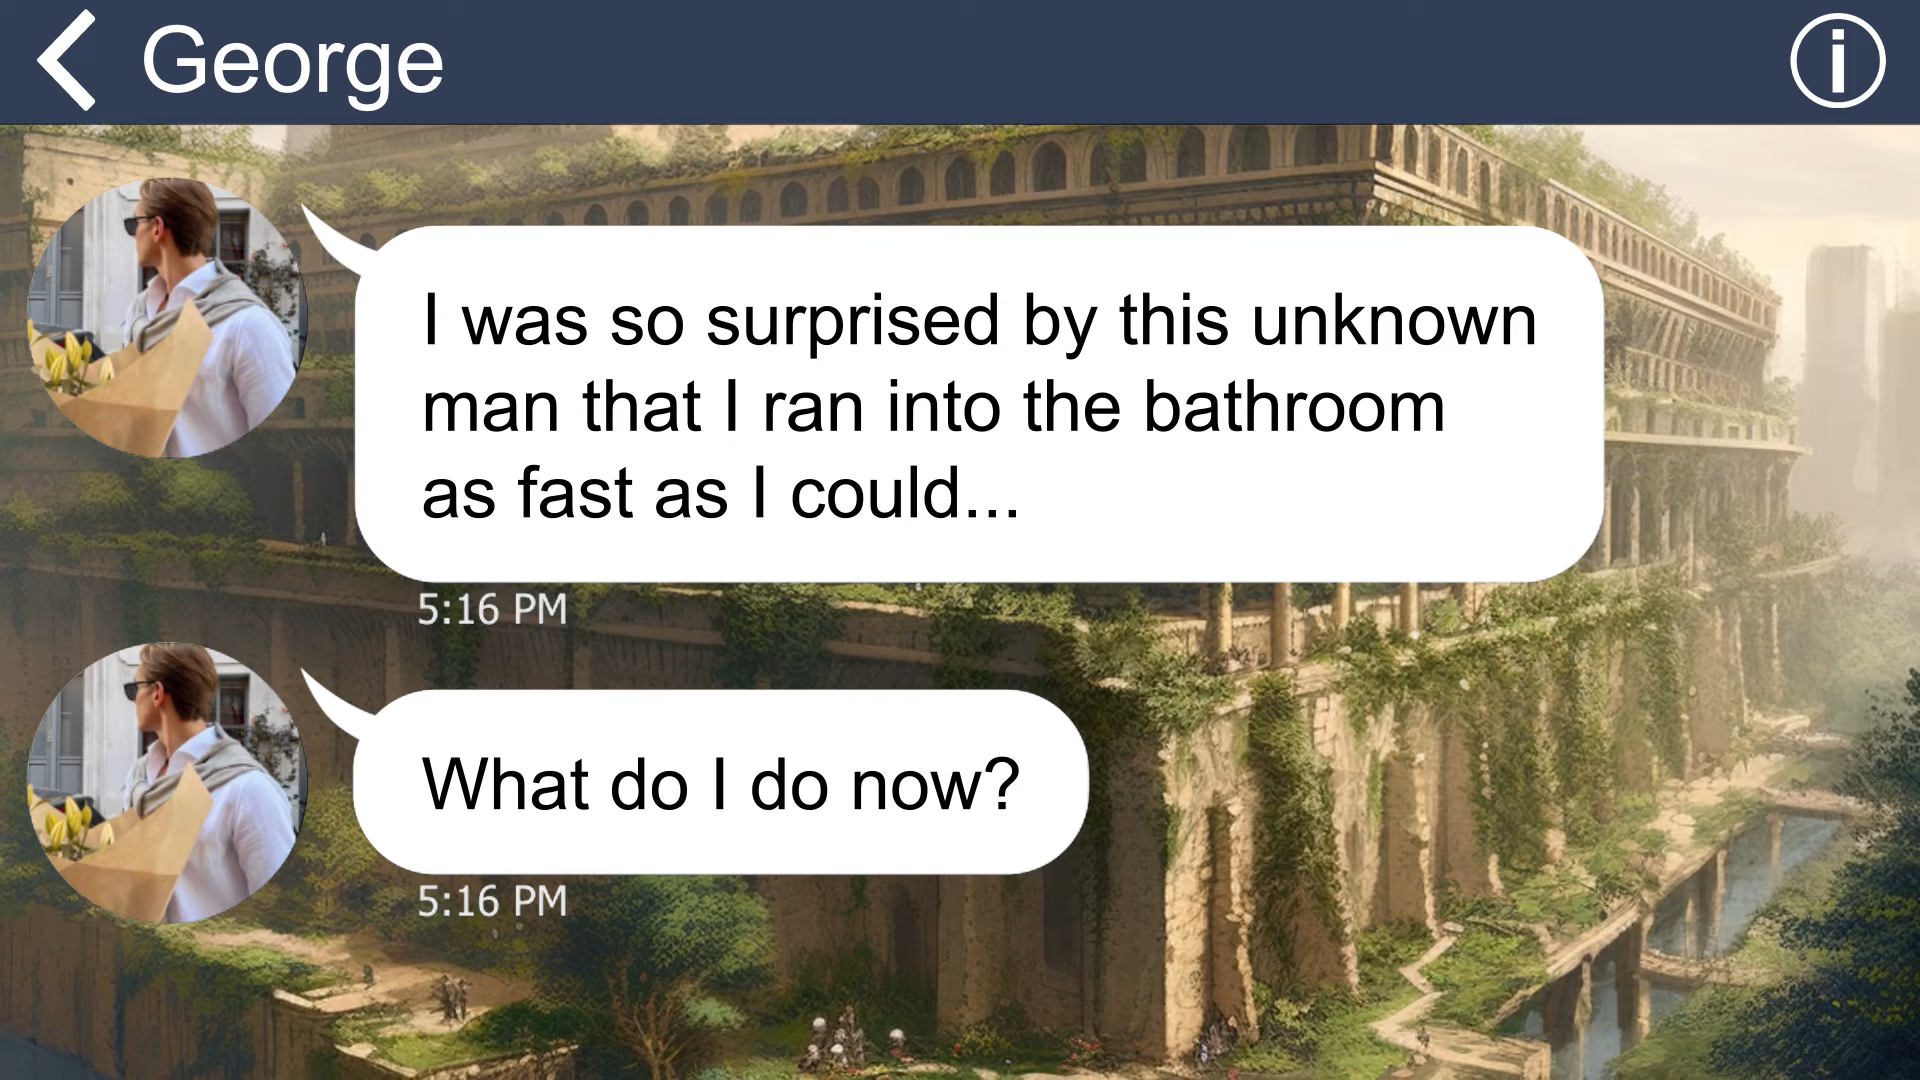 George
I was so surprised by this unknown
man that I ran into the bathroom
as fast as I could...
5:16 PM
What do I do now?
5:16 PM